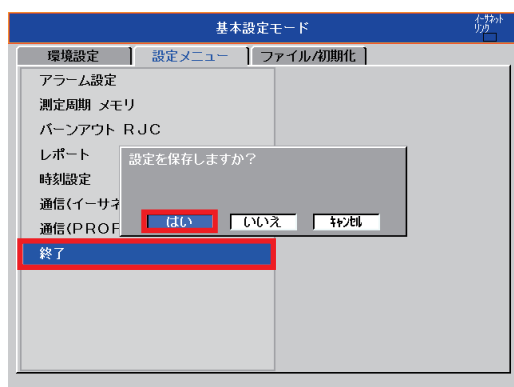 基本設定モード
イーサネット
リンク
環境設定 設定メニュー ファイル/初期化
アラーム設定
測定周期 メモリ
バーンアウト RJC
レポート
設定を保存しますか?
時刻設定
通信(イーサネ
はい いいえ キャンセル
通信(PROF
終了